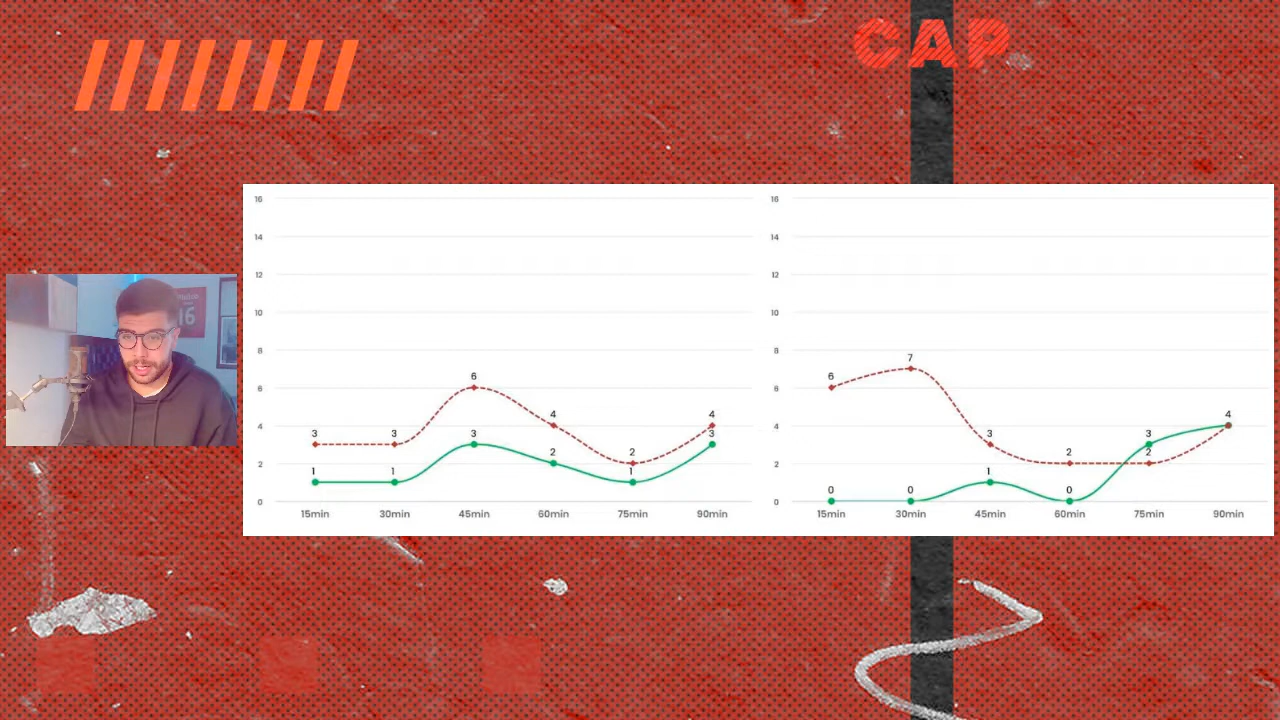 CAP
16
16 16
14 14
12 12
10 10
8 8
7
6 6 6 6
4 4 4 4 4
3 3 3 3 3 3
2 2 2 2 2 2
1 1 1 1
0 0 0 0 0
15min 30min 45min 60min 75min 90min 15min 30min 45min 60min 75min 90min